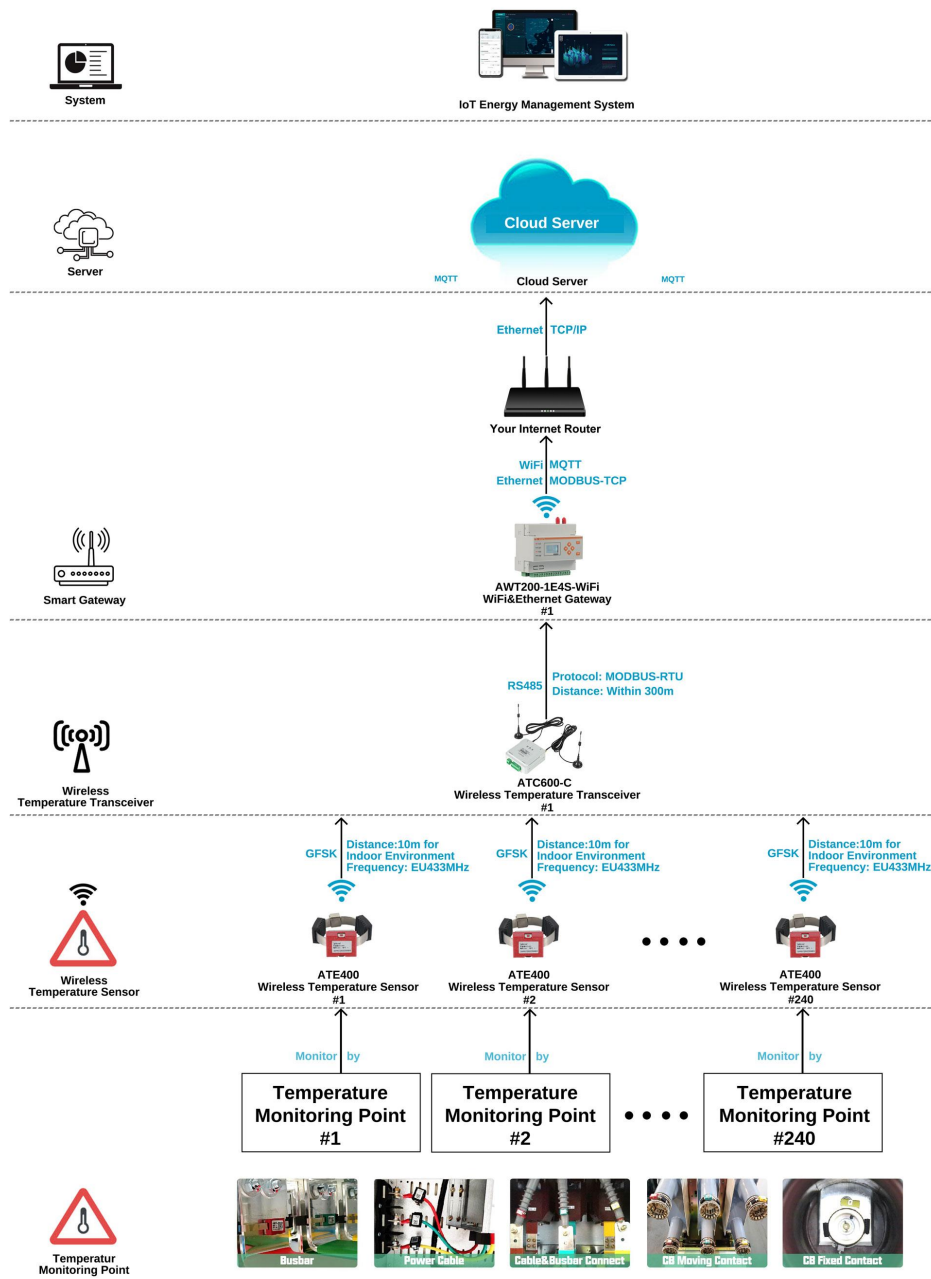 System
IoT Energy Management System
Cloud Server
Server
MQTT
Cloud Server
MQTT
Ethernet TCP/IP
Your Internet Router
WiFi MQTT
Ethernet MODBUS-TCP
Smart Gateway
AWT200-1E4S-WiFi
WiFi&Ethernet Gateway
#1
RS485
Protocol: MODBUS-RTU
Distance: Within 300m
Wireless
Temperature Transceiver
ATC600-C
Wireless Temperature Transceiver
#1
GFSK
Distance:10m for
Indoor Environment
Frequency: EU433MHz
GFSK
Distance:10m for
Indoor Environment
Frequency: EU433MHz
GFSK
Distance:10m for
Indoor Environment
Frequency: EU433MHz
Wireless
Temperature Sensor
ATE400
Wireless Temperature Sensor
#1
ATE400
Wireless Temperature Sensor
#2
ATE400
Wireless Temperature Sensor
#240
Monitor by
Monitor by
Monitor by
Temperature
Monitoring Point
#1
Temperature
Monitoring Point
#2
Temperature
Monitoring Point
#240
Temperatur
Monitoring Point
Busbar
Power Cable
Cable&Busbar Connect
CB Moving Contact
CB Fixed Contact